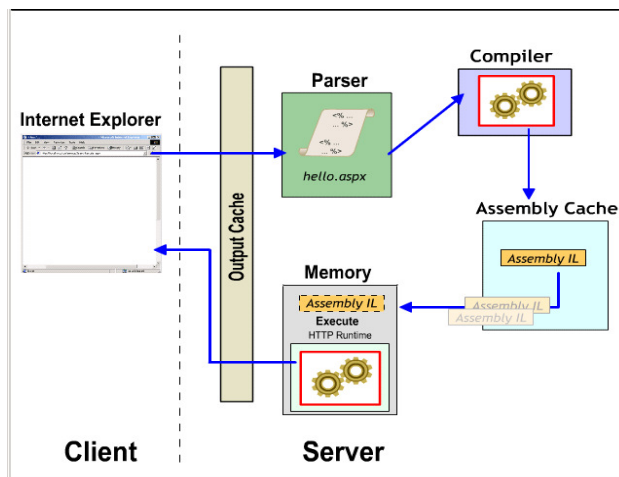 Compiler
Parser
<% ...
... %>
<% ...
... %>
hello.aspx
Internet Explorer
Assembly Cache
Assembly IL
Output Cache
Memory
Assembly IL
Execute
HTTP Runtime
Assembly IL
Assembly IL
Client
Server